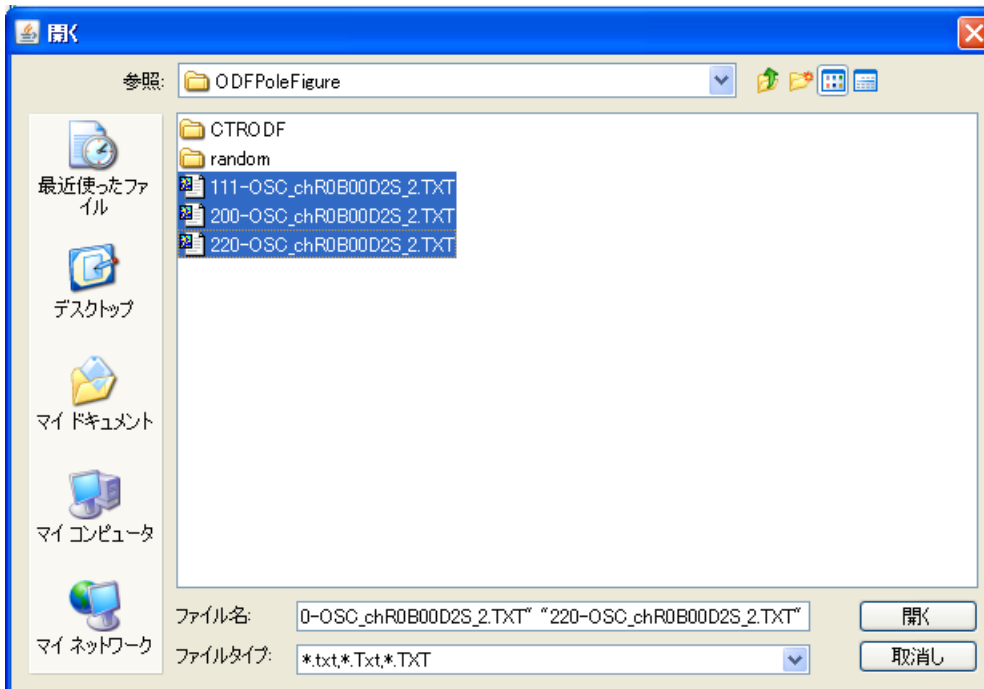 開く
参照: ODFPoleFigure
CTRODF
random
111-OSC_chR0B00D2S_2.TXT
200-OSC_chR0B00D2S_2.TXT
220-OSC_chR0B00D2S_2.TXT
最近使ったファ
イル
デスクトップ
マイ ドキュメント
マイ コンピュータ
マイ ネットワーク
ファイル名: 0-OSC_chR0B00D2S_2.TXT" "220-OSC_chR0B00D2S_2.TXT" 開く
ファイルタイプ: *.txt,*.Txt,*.TXT 取消し